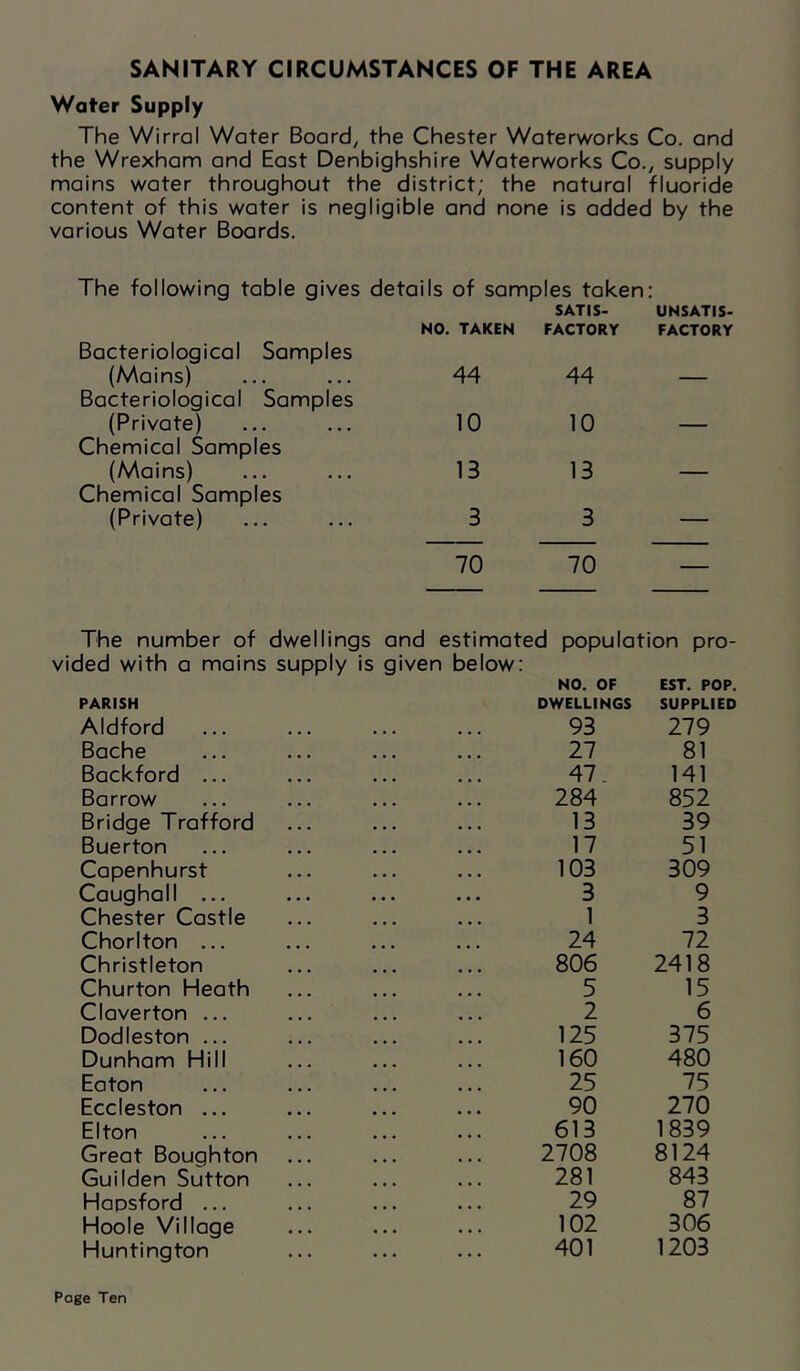 SANITARY CIRCUMSTANCES OF THE AREA
Water Supply
The Wirral Water Board, the Chester Waterworks Co. and
the Wrexham and East Denbighshire Waterworks Co., supply
mains water throughout the district; the natural fluoride
content of this water is negligible and none is added by the
various Water Boards.
The following table gives details of samples taken:
SATIS- UNSATIS-
NO. TAKEN FACTORY FACTORY
Bacteriological Samples
(Mains) ... ... 44 44 —
Bacteriological Samples
(Private) ... ... 10 10 —
Chemical Samples
(Mains) ... ... 13 13 —
Chemical Samples
(Private) ... ... 3 3 —
70 70 —
The number of dwellings and estimated population pro-
vided with a mains supply is given below:
NO. OF EST. POP.
PARISH DWELLINGS SUPPLIED
Aldford ... ... ... ... 93 279
Bache ... ... ... ... 27 81
Backford ... ... ... ... 47. 141
Barrow ... ... ... ... 284 852
Bridge Trafford ... ... ... 13 39
Buerton ... ... ... ... 17 51
Capenhurst ... ... ... 103 309
Caughall ... ... ... ... 3 9
Chester Castle ... ... ... 1 3
Chorlton ... ... ... ... 24 72
Christleton ... ... ... 806 2418
Churton Heath ... ... ... 5 15
Claverton ... ... ... ... 2 6
Dodleston ... ... ... ... 125 375
Dunham Hill ... ... ... 160 480
Eaton ... ... ... ... 25 75
Eccleston ... ... ... ... 90 270
Elton ... ... ... ... 613 1839
Great Boughton ... ... ... 2708 8124
Guilden Sutton ... ... ... 281 843
Hapsford ... ... ... ... 29 87
Hoole Village ... ... ... 102 306
Huntington ... ... ... 401 1203
Page Ten